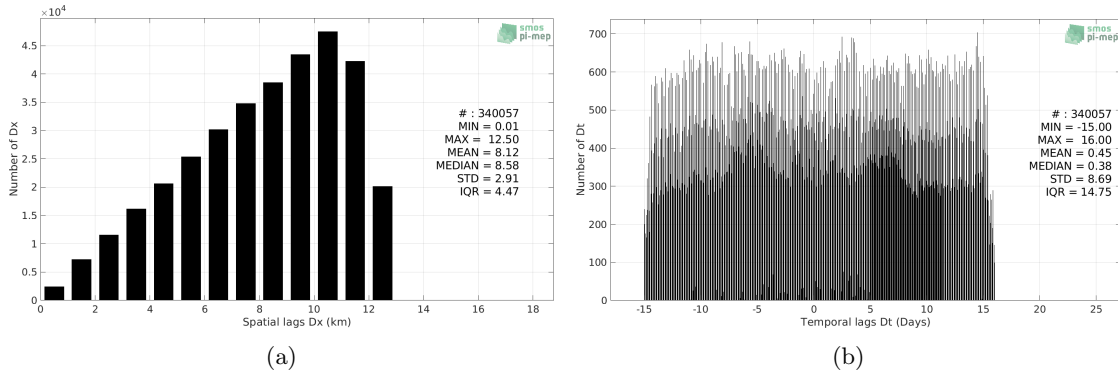 ×10⁴
smos
pi-mep
4.5
4
3.5
3
2.5
2
1.5
1
0.5
0
Number of Dx
# : 340057
MIN = 0.01
MAX = 12.50
MEAN = 8.12
MEDIAN = 8.58
STD = 2.91
IQR = 4.47
0 2 4 6 8 10 12 14 16 18
Spatial lags Dx (km)
(a)
smos
pi-mep
700
600
500
400
300
200
100
0
Number of Dt
# : 340057
MIN = -15.00
MAX = 16.00
MEAN = 0.45
MEDIAN = 0.38
STD = 8.69
IQR = 14.75
-15 -10 -5 0 5 10 15 20 25
Temporal lags Dt (Days)
(b)